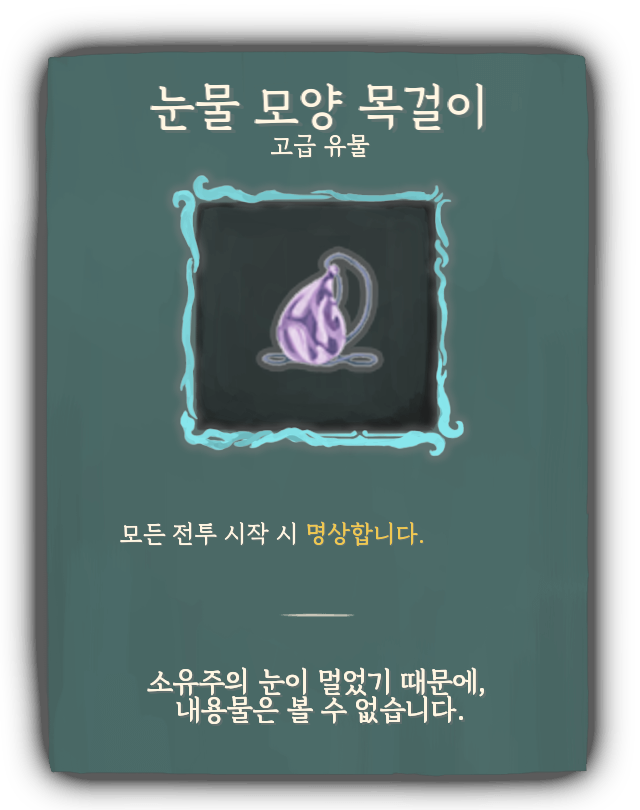 눈물 모양 목걸이
고급 유물
모든 전투 시작 시 명상합니다.
소유주의 눈이 멀었기 때문에,
내용물은 볼 수 없습니다.